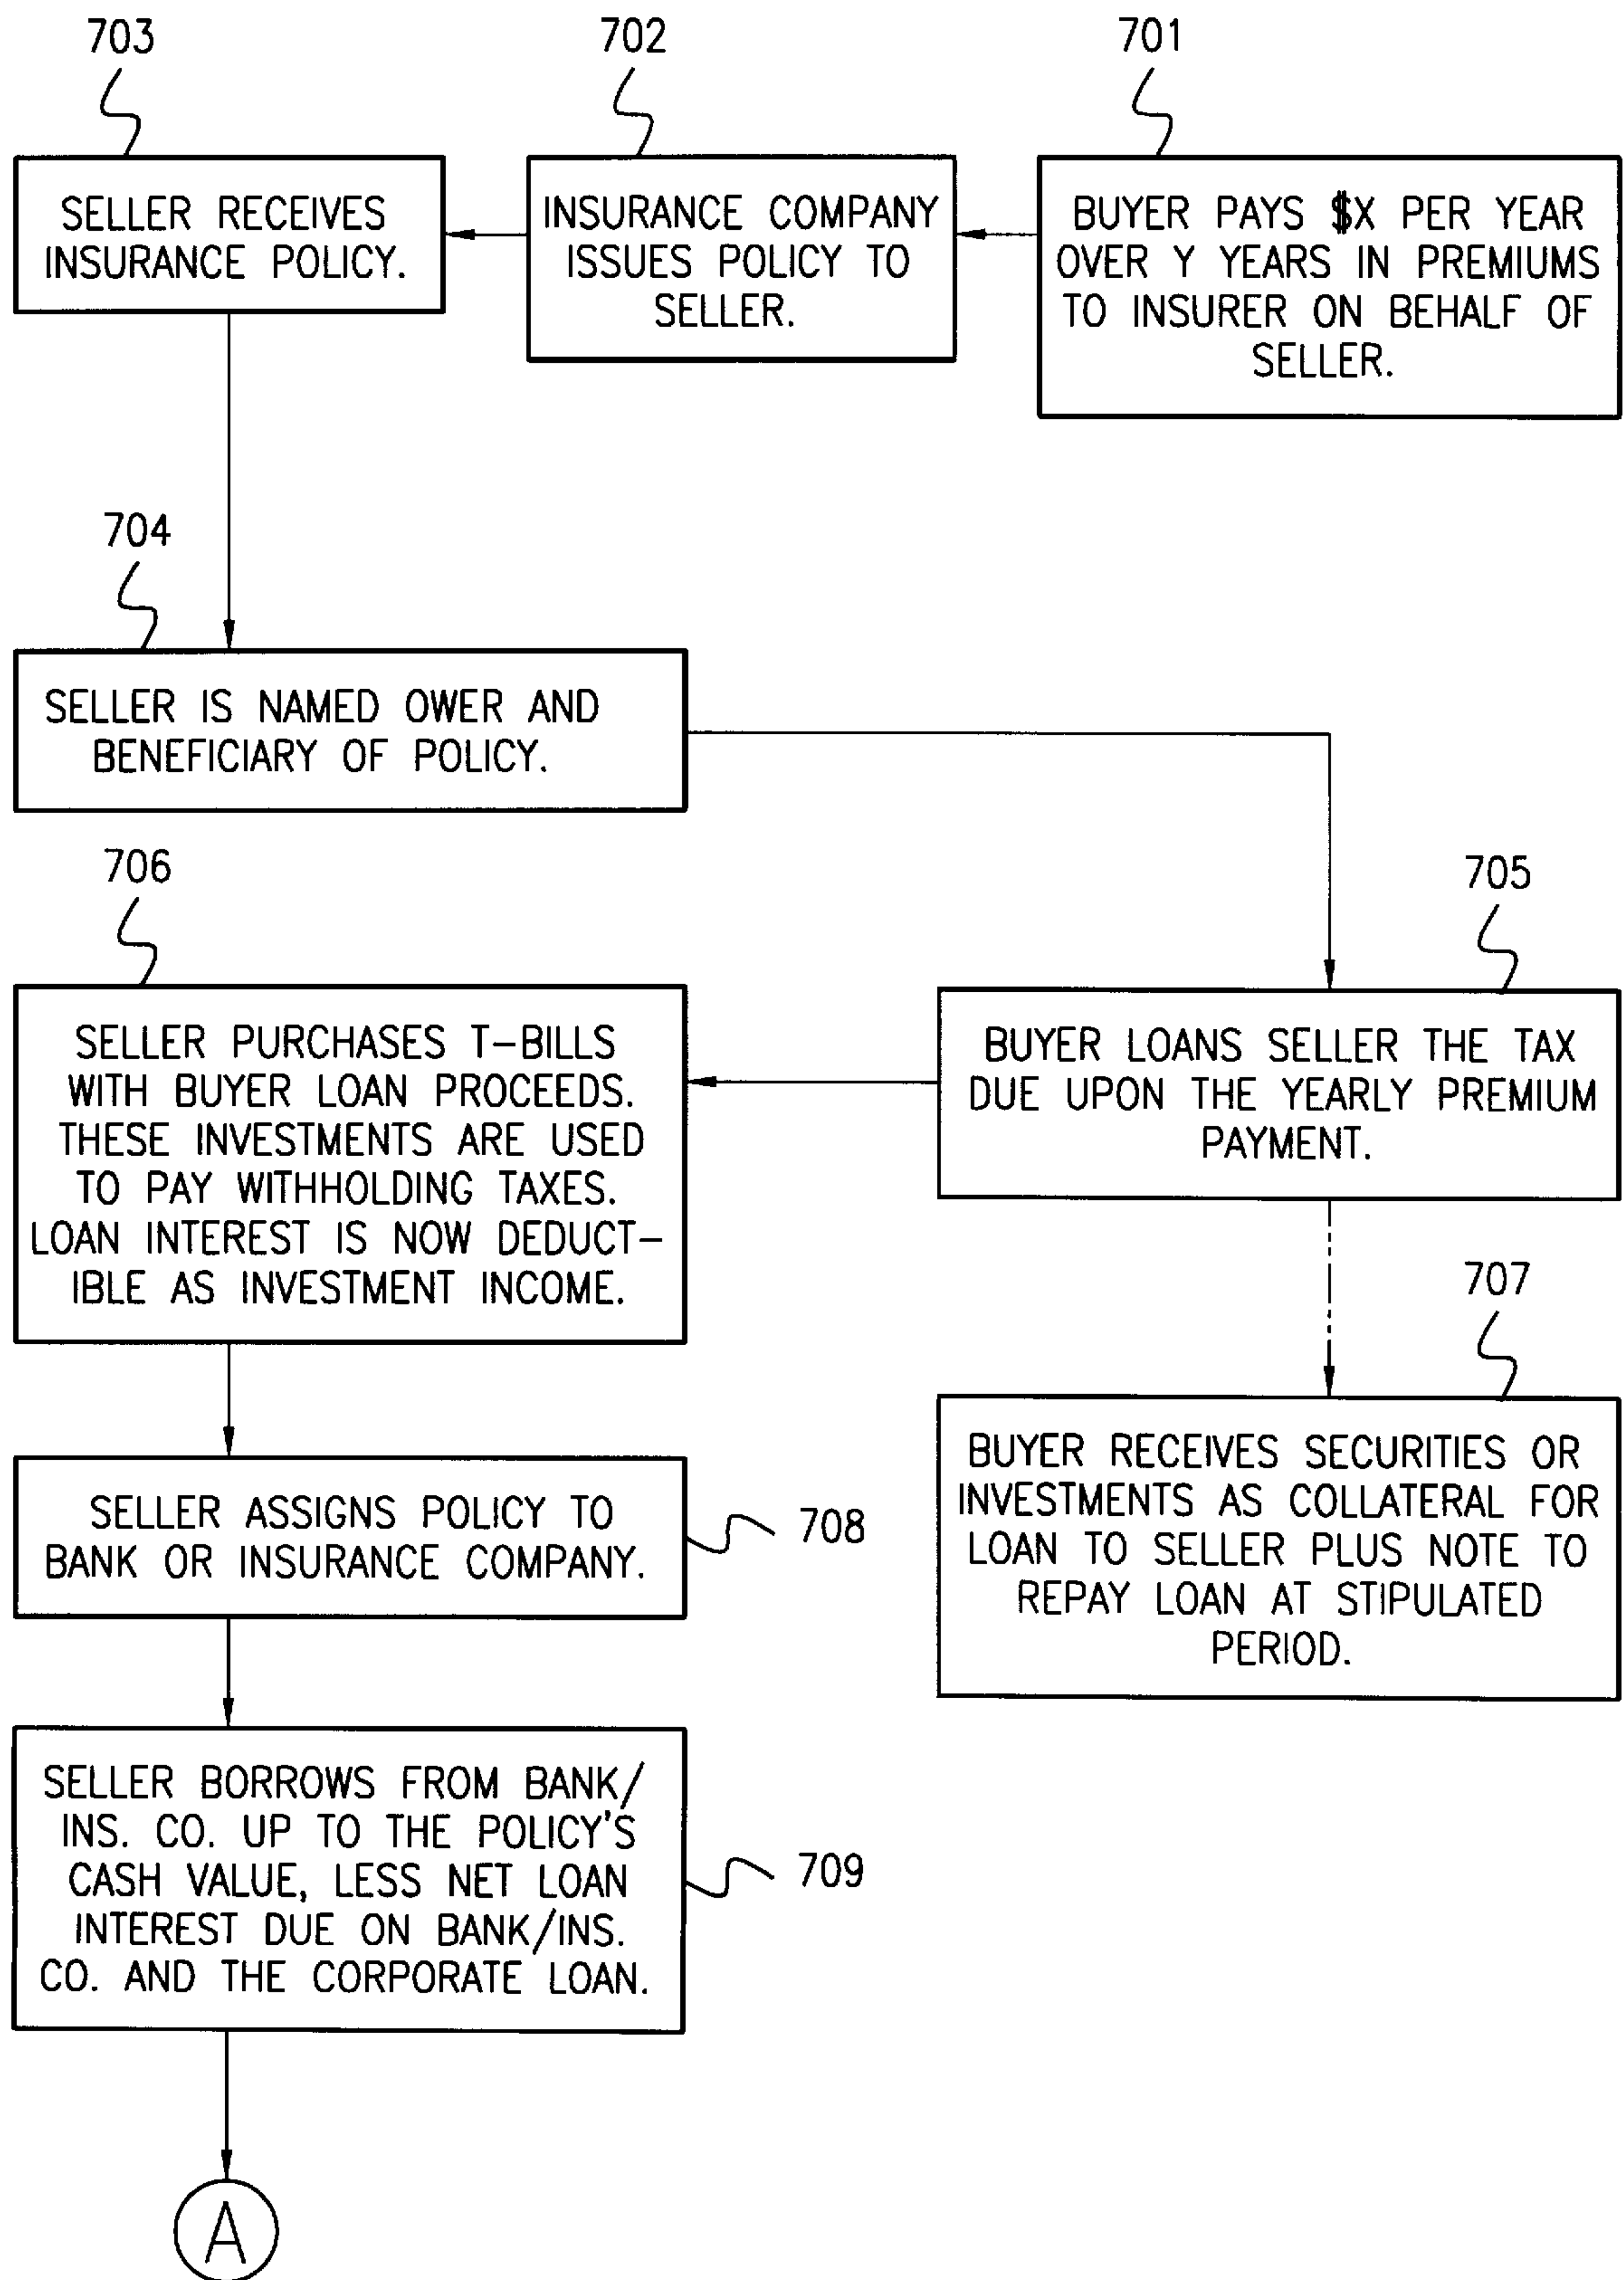 703
702
701
SELLER RECEIVES
INSURANCE POLICY.
INSURANCE COMPANY
ISSUES POLICY TO
SELLER.
BUYER PAYS $X PER YEAR
OVER Y YEARS IN PREMIUMS
TO INSURER ON BEHALF OF
SELLER.
704
SELLER IS NAMED OWER AND
BENEFICIARY OF POLICY.
706
705
SELLER PURCHASES T-BILLS
WITH BUYER LOAN PROCEEDS.
THESE INVESTMENTS ARE USED
TO PAY WITHHOLDING TAXES.
LOAN INTEREST IS NOW DEDUCT-
IBLE AS INVESTMENT INCOME.
BUYER LOANS SELLER THE TAX
DUE UPON THE YEARLY PREMIUM
PAYMENT.
707
BUYER RECEIVES SECURITIES OR
INVESTMENTS AS COLLATERAL FOR
LOAN TO SELLER PLUS NOTE TO
REPAY LOAN AT STIPULATED
PERIOD.
SELLER ASSIGNS POLICY TO
BANK OR INSURANCE COMPANY.
708
SELLER BORROWS FROM BANK/
INS. CO. UP TO THE POLICY'S
CASH VALUE, LESS NET LOAN
INTEREST DUE ON BANK/INS.
CO. AND THE CORPORATE LOAN.
709
A